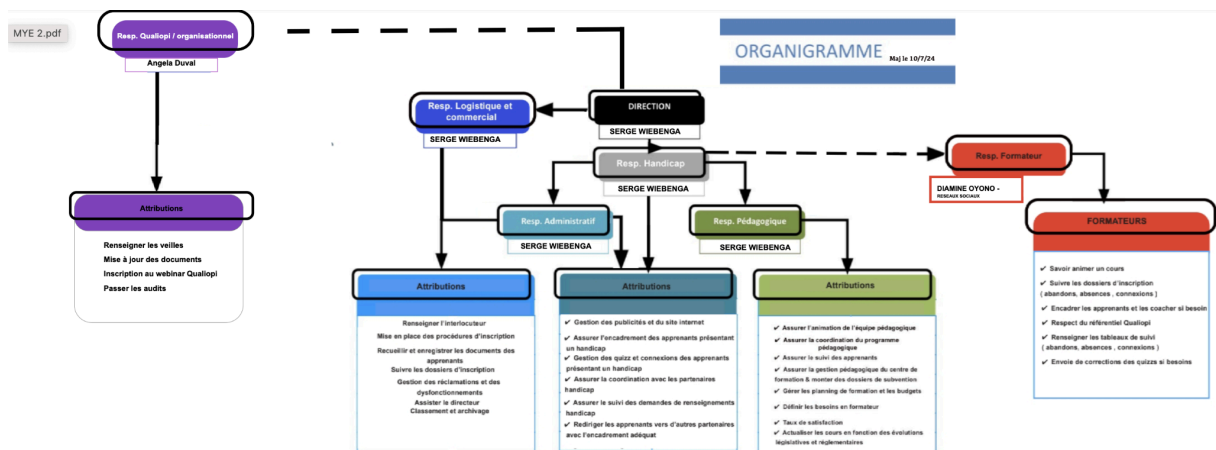 MYE 2.pdf
Resp. Qualiopi / organisationnel
Angela Duval
Attributions
Renseigner les veilles
Mise à jour des documents
Inscription au webinar Qualiopi
Passer les audits
ORGANIGRAMME Maj le 10/7/24
DIRECTION
SERGE WIEBENGA
Resp. Logistique et
commercial
SERGE WIEBENGA
Resp. Handicap
SERGE WIEBENGA
Resp. Administratif
SERGE WIEBENGA
Resp. Pédagogique
SERGE WIEBENGA
Resp. Formateur
DIAMINE OYONO -
RESEAUX SOCIAUX
Attributions
Renseigner l'interlocuteur
Mise en place des procédures d'inscription
Recueillir et enregistrer les documents des
apprenants
Suivre les dossiers d'inscription
Gestion des réclamations et des
dysfonctionnements
Assister le directeur
Classement et archivage
Attributions
✔ Gestion des publicités et du site internet
✔ Assurer l'encadrement des apprenants présentant
un handicap
✔ Gestion des quizz et connexions des apprenants
présentant un handicap
✔ Assurer la coordination avec les partenaires
handicap
✔ Assurer le suivi des demandes de renseignements
handicap
✔ Rediriger les apprenants vers d'autres partenaires
avec l'encadrement adéquat
Attributions
✔ Assurer l'animation de l'équipe pédagogique
✔ Assurer la coordination du programme
pédagogique
✔ Assurer le suivi des apprenants
✔ Assurer la gestion pédagogique du centre de
formation & monter des dossiers de subvention
✔ Gérer les planning de formation et les budgets
✔ Définir les besoins en formateur
✔ Taux de satisfaction
✔ Actualiser les cours en fonction des évolutions
législatives et réglementaires
FORMATEURS
✔ Savoir animer un cours
✔ Suivre les dossiers d'inscription
( abandons, absences , connaxions )
✔ Encadrer les apprenants et les coacher si besoin
✔ Respect du référentiel Qualiopi
✔ Renseigner les tableaux de suivi
( abandons, absences , connexions )
✔ Envoie de corrections des quizzs si besoins